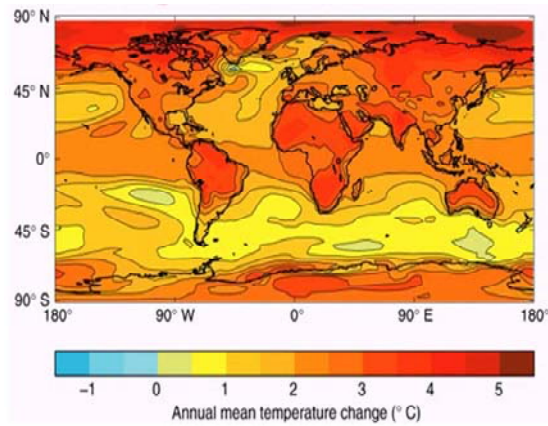 90° N
45° N
0°
45° S
90° S
180° 90° W 0° 90° E 180°
−1 0 1 2 3 4 5
Annual mean temperature change (° C)